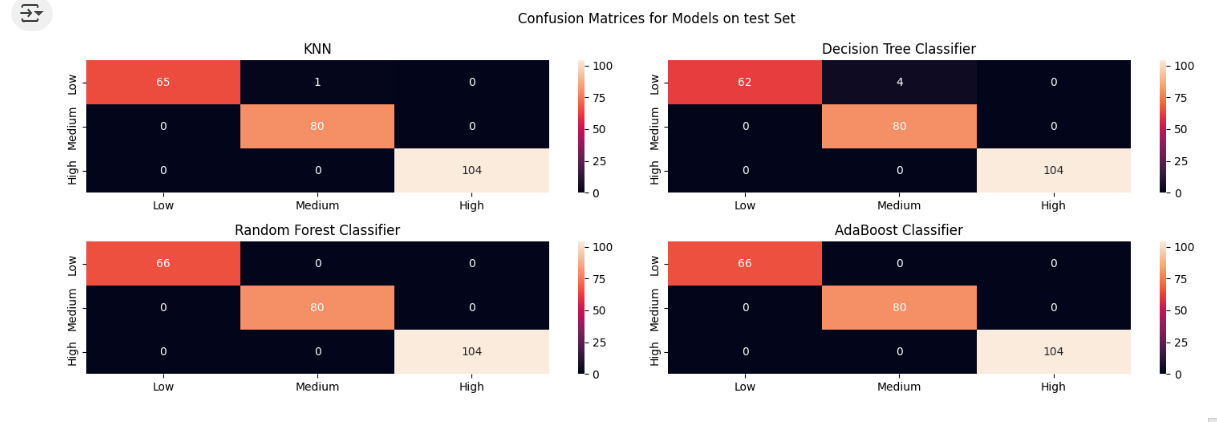 Confusion Matrices for Models on test Set
KNN
Low 65 1 0 100
Medium 0 80 0 75
50
High 0 0 104 25
0
Low Medium High
Decision Tree Classifier
Low 62 4 0 100
Medium 0 80 0 75
50
High 0 0 104 25
0
Low Medium High
Random Forest Classifier
Low 66 0 0 100
Medium 0 80 0 75
50
High 0 0 104 25
0
Low Medium High
AdaBoost Classifier
Low 66 0 0 100
Medium 0 80 0 75
50
High 0 0 104 25
0
Low Medium High